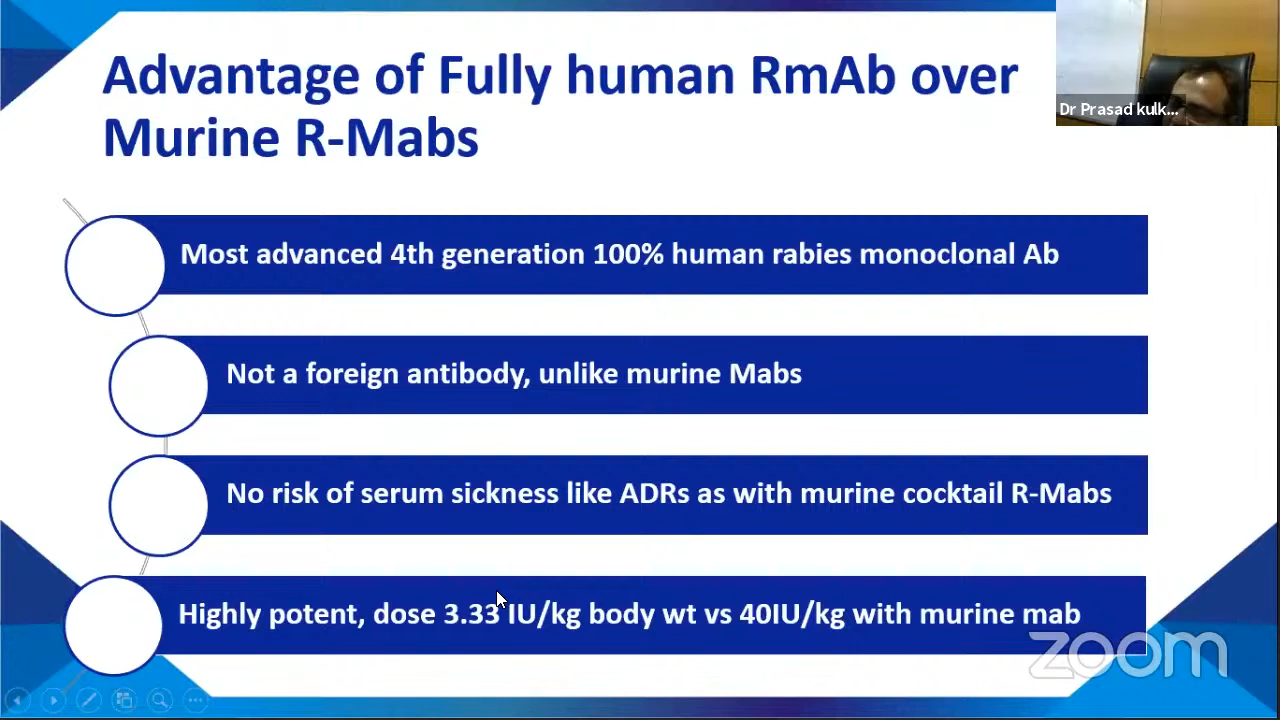 Advantage of Fully human RmAb over
Murine R-Mabs
Dr Prasad kulk...
Most advanced 4th generation 100% human rabies monoclonal Ab
Not a foreign antibody, unlike murine Mabs
No risk of serum sickness like ADRs as with murine cocktail R-Mabs
Highly potent, dose 3.33 IU/kg body wt vs 40IU/kg with murine mab
zoom